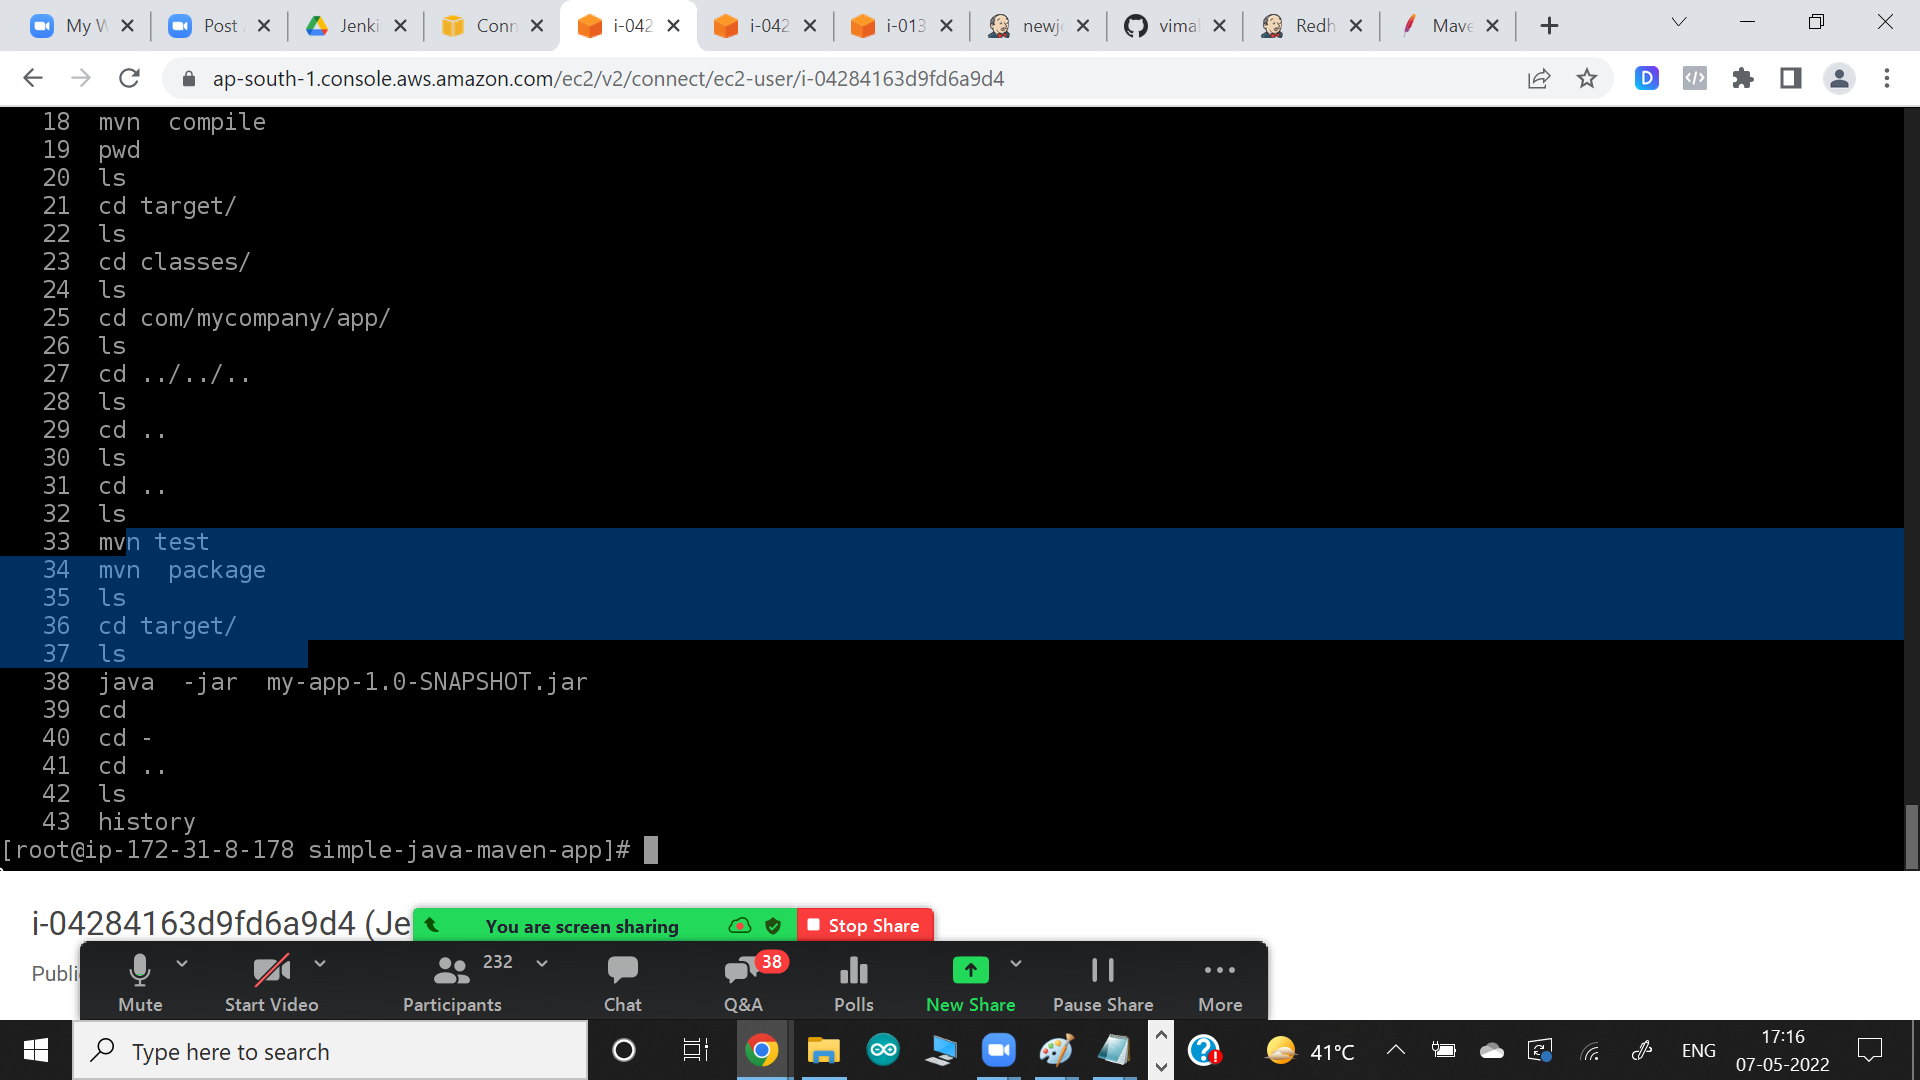 My W
Post
Jenki
Conn
i-042
i-042
i-013
newj
vimal
Redh
Mave
ap-south-1.console.aws.amazon.com/ec2/v2/connect/ec2-user/i-04284163d9fd6a9d4
18 mvn  compile
19 pwd
20 ls
21 cd target/
22 ls
23 cd classes/
24 ls
25 cd com/mycompany/app/
26 ls
27 cd ../../..
28 ls
29 cd ..
30 ls
31 cd ..
32 ls
33 mvn test
34 mvn  package
35 ls
36 cd target/
37 ls
38 java  -jar  my-app-1.0-SNAPSHOT.jar
39 cd
40 cd -
41 cd ..
42 ls
43 history
[root@ip-172-31-8-178 simple-java-maven-app]#
i-04284163d9fd6a9d4 (Je
You are screen sharing
Stop Share
Publi
232
38
Mute
Start Video
Participants
Chat
Q&A
Polls
New Share
Pause Share
More
Type here to search
41°C
ENG
17:16
07-05-2022